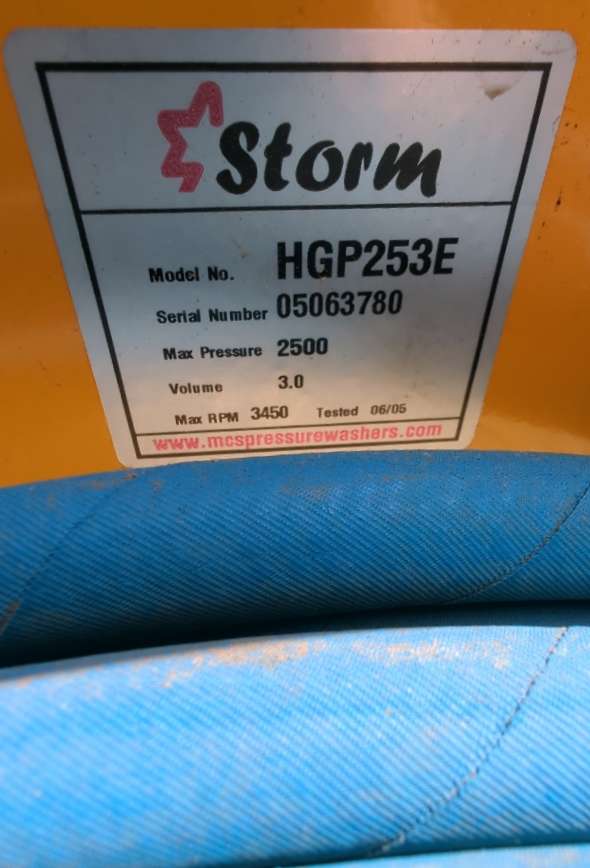 Storm
Model No. HGP253E
Serial Number 05063780
Max Pressure 2500
Volume 3.0
Max RPM 3450 Tested 06/05
www.mcspressurewashers.com